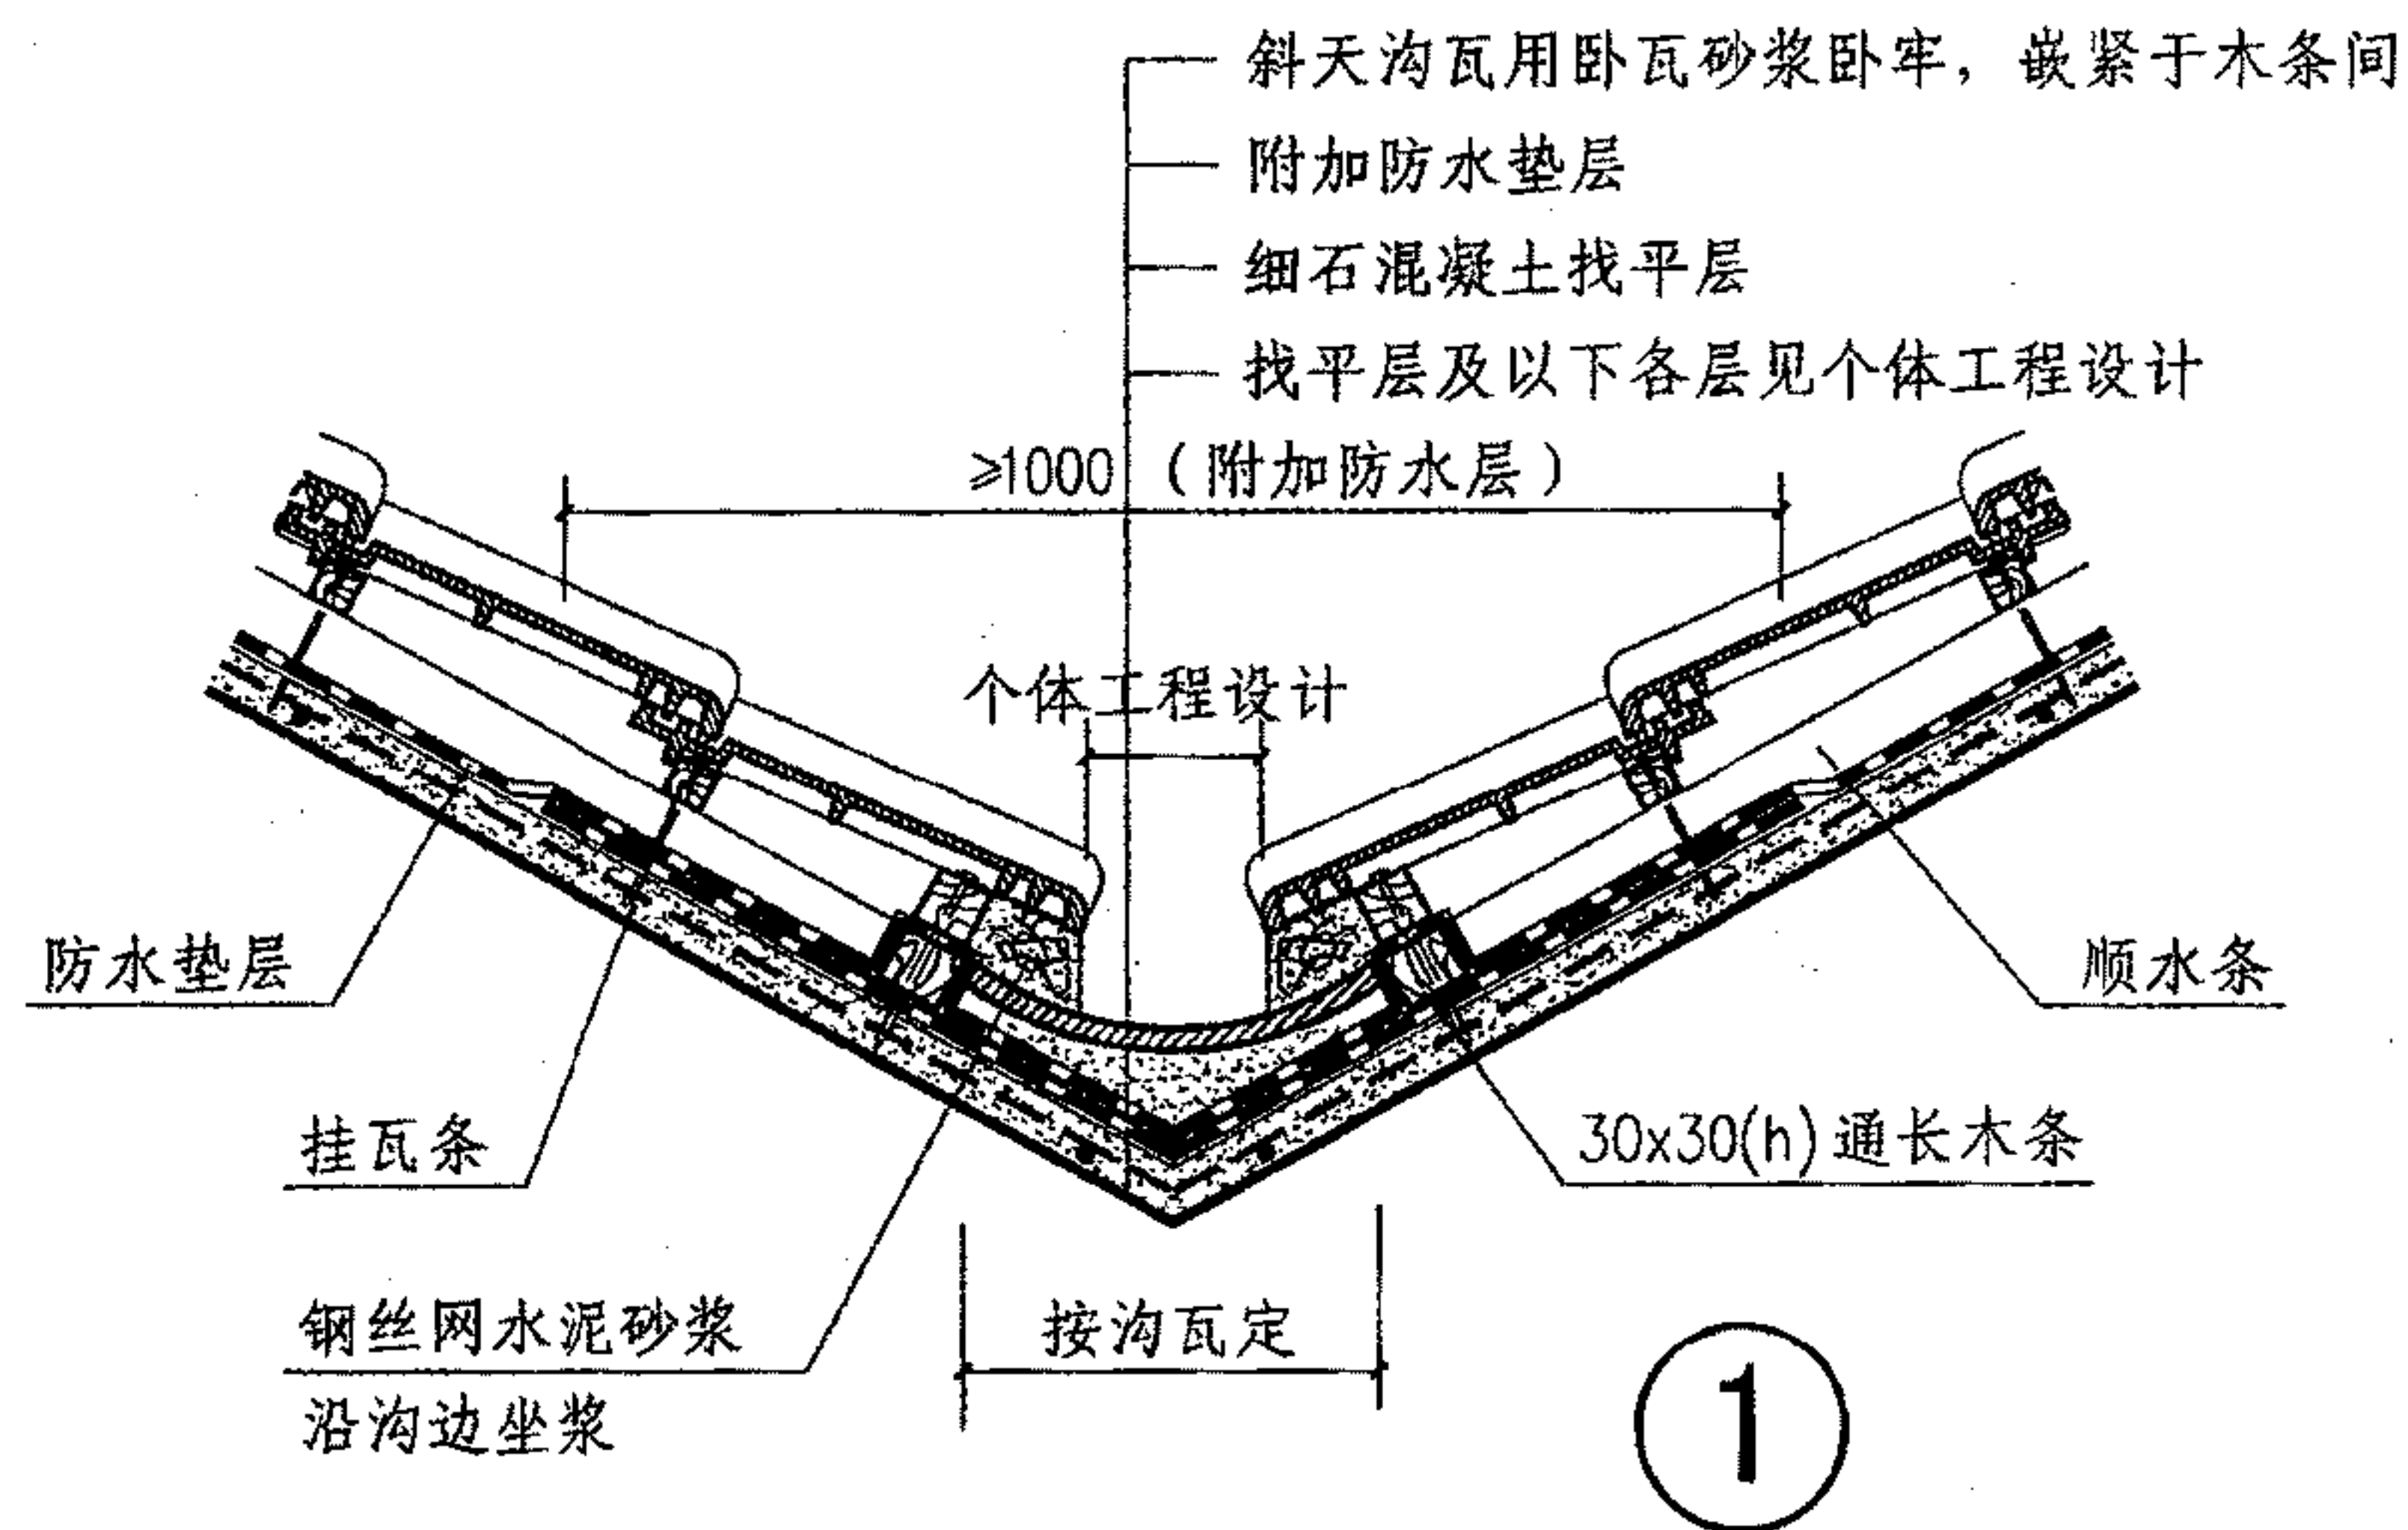 斜天沟瓦用卧瓦砂浆卧牢，嵌紧于木条间
附加防水垫层
细石混凝土找平层
找平层及以下各层见个体工程设计
≥1000（附加防水层）
个体工程设计
防水垫层
顺水条
挂瓦条
30x30(h)通长木条
钢丝网水泥砂浆
沿沟边坐浆
按沟瓦定
1